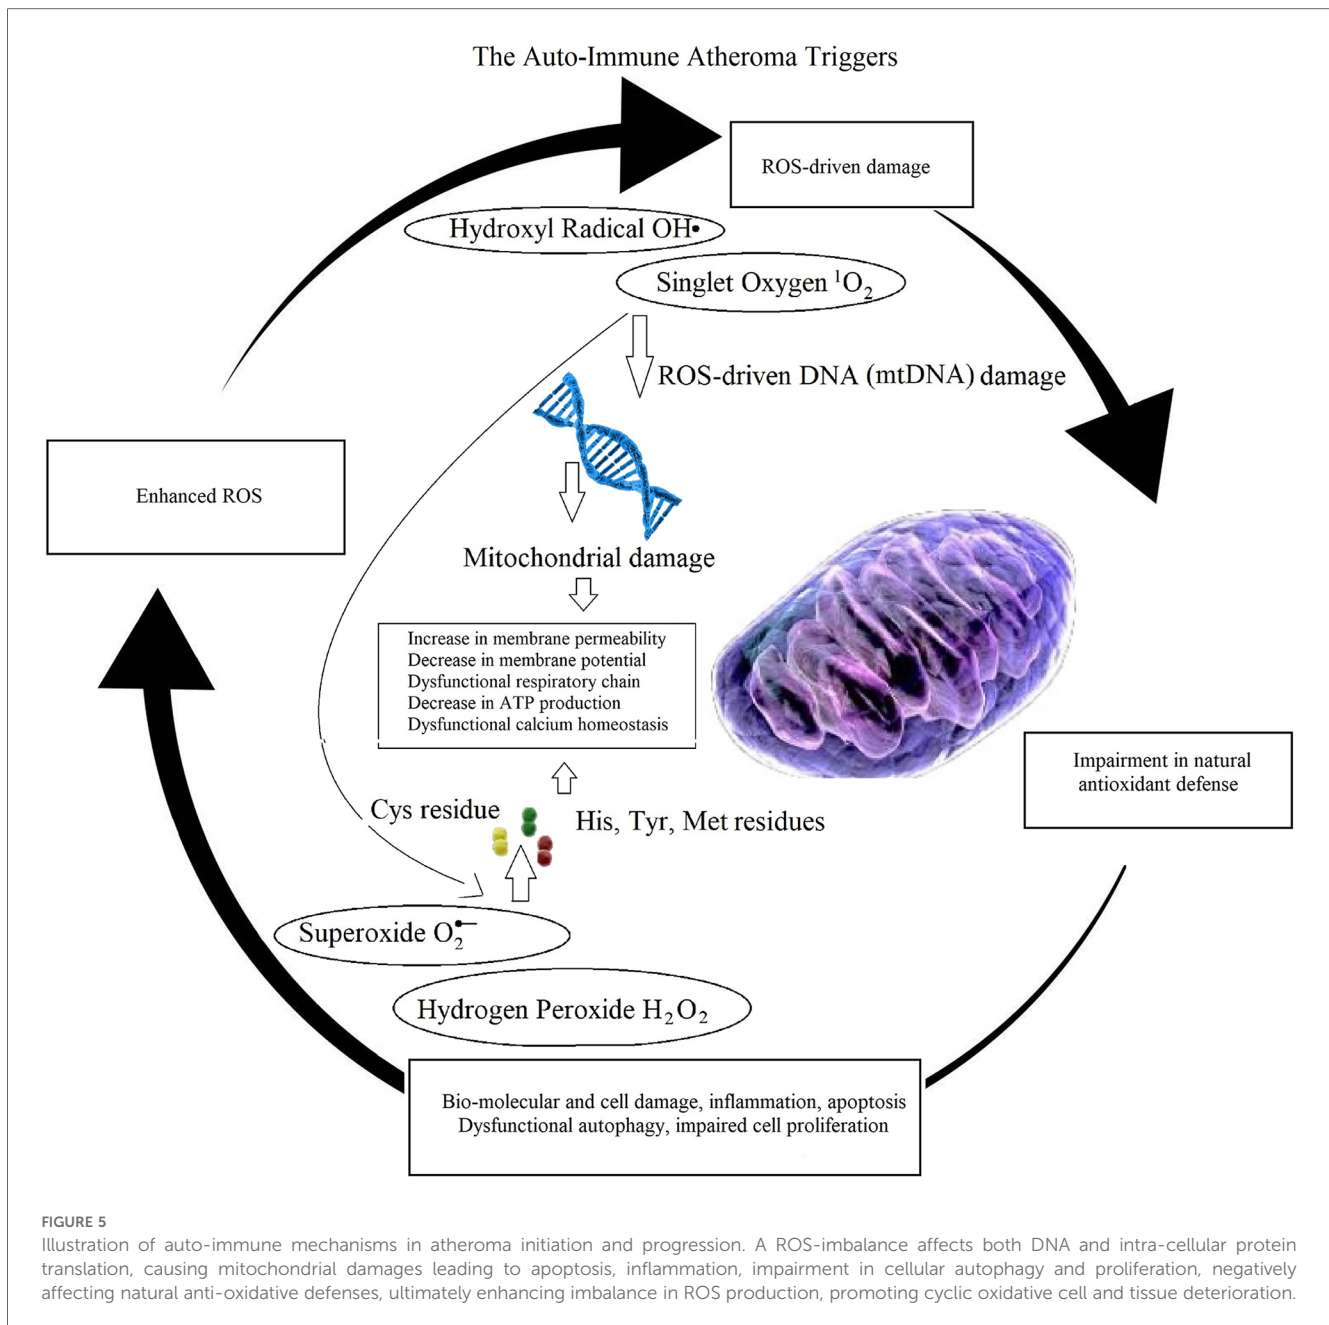 The Auto-Immune Atheroma Triggers
ROS-driven damage
Hydroxyl Radical OH•
Singlet Oxygen ¹O₂
ROS-driven DNA (mtDNA) damage
Enhanced ROS
Mitochondrial damage
Increase in membrane permeability
Decrease in membrane potential
Dysfunctional respiratory chain
Decrease in ATP production
Dysfunctional calcium homeostasis
Impairment in natural
antioxidant defense
Cys residue
His, Tyr, Met residues
Superoxide O₂•−
Hydrogen Peroxide H₂O₂
Bio-molecular and cell damage, inflammation, apoptosis
Dysfunctional autophagy, impaired cell proliferation
FIGURE 5
Illustration of auto-immune mechanisms in atheroma initiation and progression. A ROS-imbalance affects both DNA and intra-cellular protein
translation, causing mitochondrial damages leading to apoptosis, inflammation, impairment in cellular autophagy and proliferation, negatively
affecting natural anti-oxidative defenses, ultimately enhancing imbalance in ROS production, promoting cyclic oxidative cell and tissue deterioration.